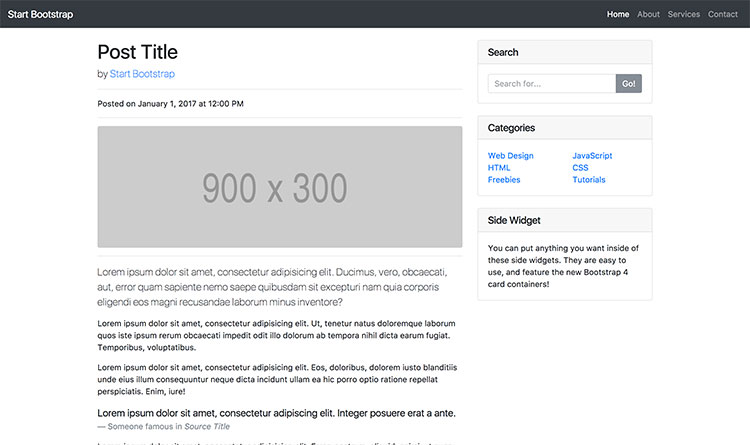 Start Bootstrap
Home About Services Contact
Post Title
by Start Bootstrap
Posted on January 1, 2017 at 12:00 PM
900 x 300
Lorem ipsum dolor sit amet, consectetur adipisicing elit. Ducimus, vero, obcaecati,
aut, error quam sapiente nemo saepe quibusdam sit excepturi nam quia corporis
eligendi eos magni recusandae laborum minus inventore?
Lorem ipsum dolor sit amet, consectetur adipisicing elit. Ut, tenetur natus doloremque laborum
quos iste ipsum rerum obcaecati impedit odit illo dolorum ab tempora nihil dicta earum fugiat.
Temporibus, voluptatibus.
Lorem ipsum dolor sit amet, consectetur adipisicing elit. Eos, doloribus, dolorem iusto blanditiis
unde eius illum consequuntur neque dicta incidunt ullam ea hic porro optio ratione repellat
perspiciatis. Enim, iure!
Lorem ipsum dolor sit amet, consectetur adipiscing elit. Integer posuere erat a ante.
— Someone famous in Source Title
Search
Search for...
Go!
Categories
Web Design JavaScript
HTML CSS
Freebies Tutorials
Side Widget
You can put anything you want inside of
these side widgets. They are easy to
use, and feature the new Bootstrap 4
card containers!